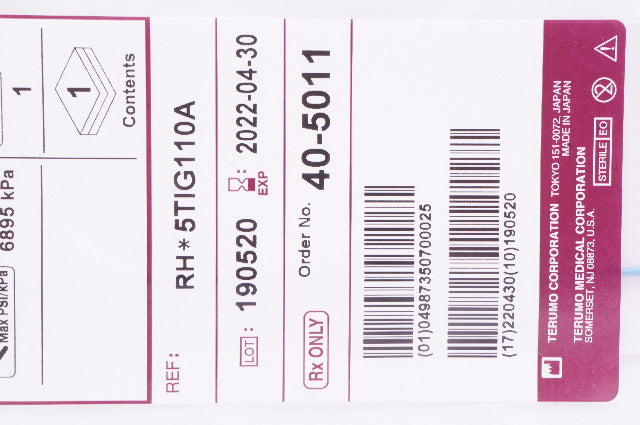 Max PSI/kPa
6895 kPa
1
1
Contents
REF: RH*5TIG110A
LOT : 190520 EXP : 2022-04-30
Rx ONLY Order No. 40-5011
(01)04987350700025
(17)220430(10)190520
TERUMO CORPORATION TOKYO 151-0072, JAPAN
MADE IN JAPAN
TERUMO MEDICAL CORPORATION
SOMERSET, NJ 08873, U.S.A.
STERILE EO
2